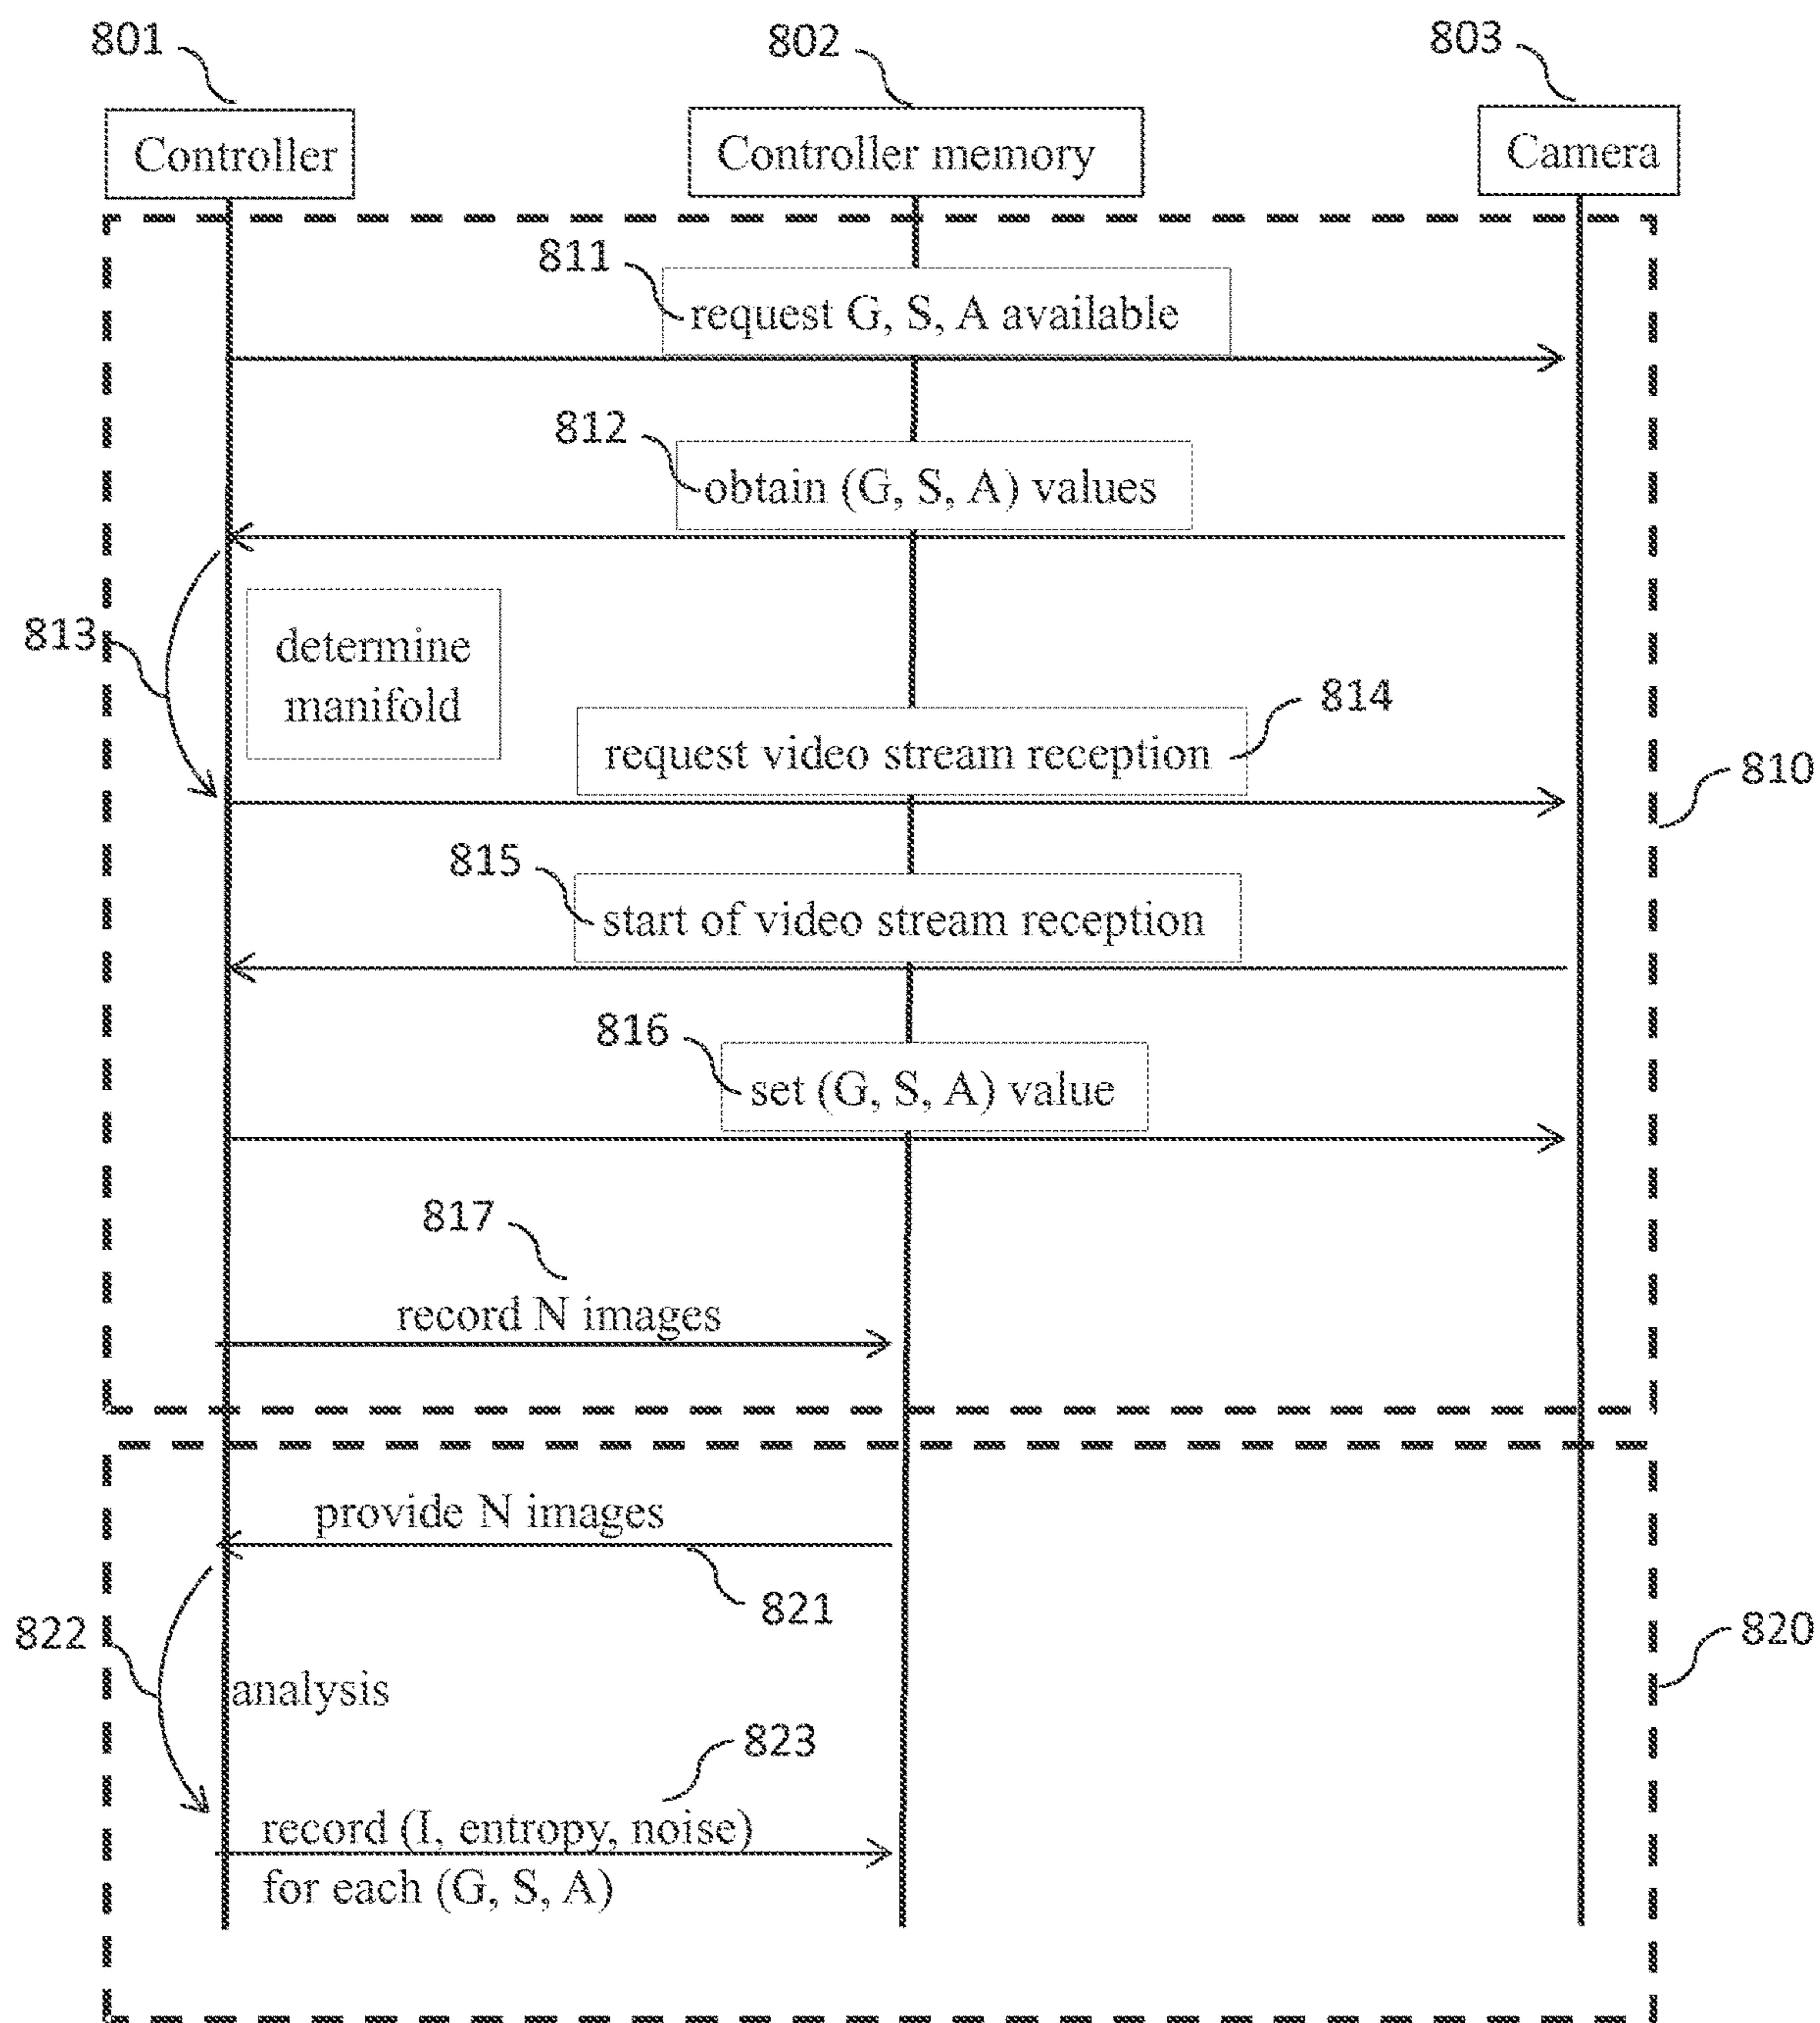 801
802
803
Controller
Controller memory
Camera
811
request G, S, A available
812
obtain (G, S, A) values
813
determine
manifold
814
request video stream reception
810
815
start of video stream reception
816
set (G, S, A) value
817
record N images
provide N images
821
822
820
analysis
823
record (I, entropy, noise)
for each (G, S, A)